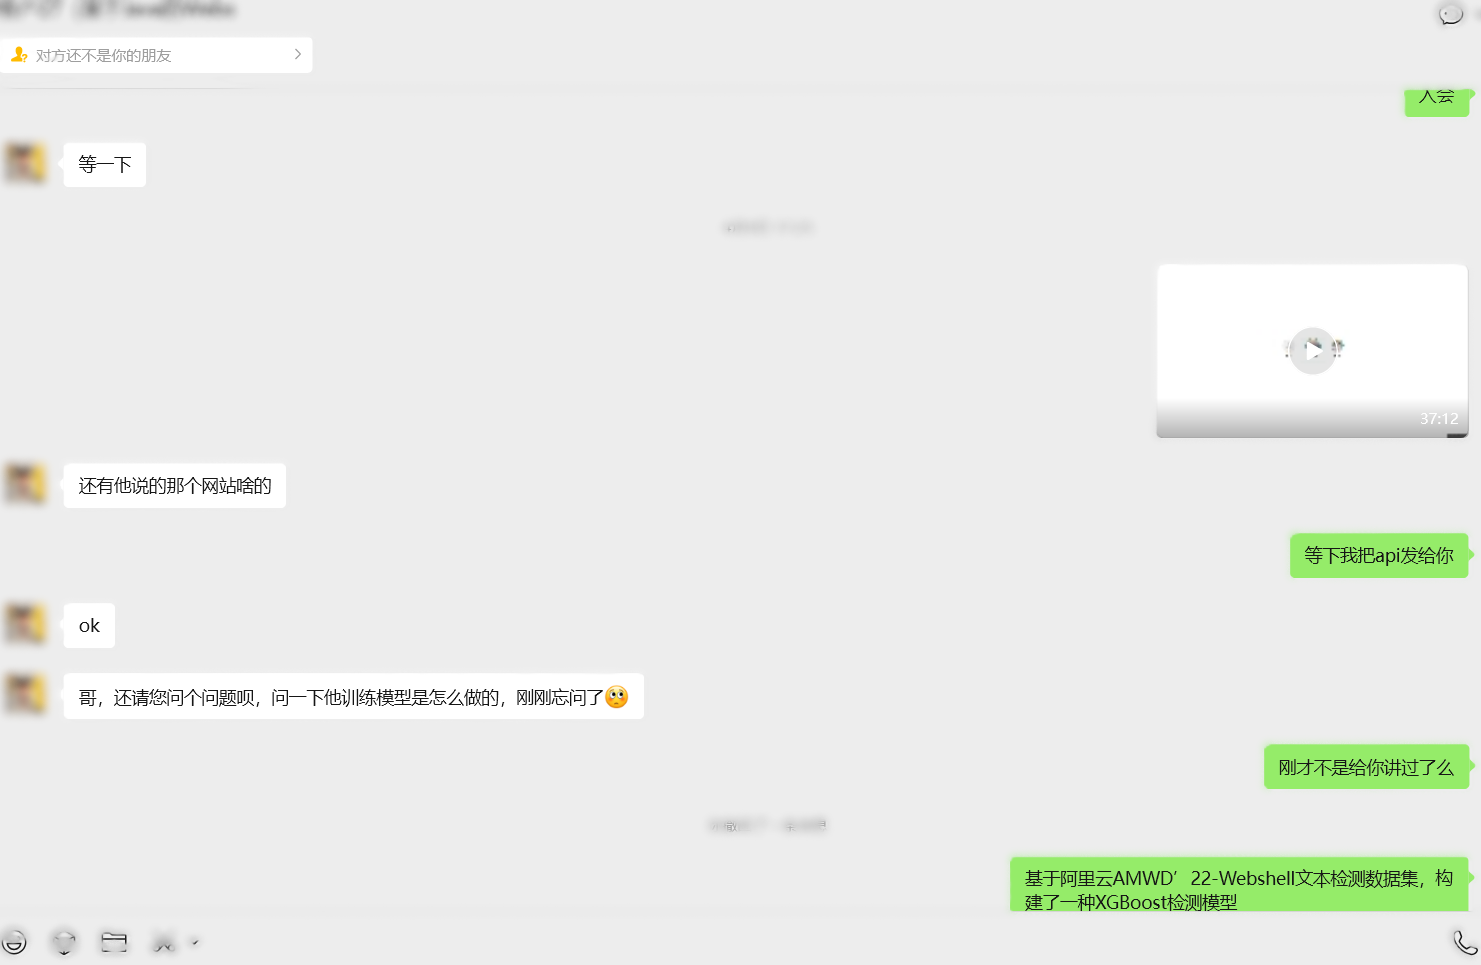 对方还不是你的朋友
入会
等一下
37:12
还有他说的那个网站啥的
等下我把api发给你
ok
哥，还请您问个问题呗，问一下他训练模型是怎么做的，刚刚忘问了🥺
刚才不是给你讲过了么
基于阿里云AMWD’22-Webshell文本检测数据集，构
建了一种XGBoost检测模型